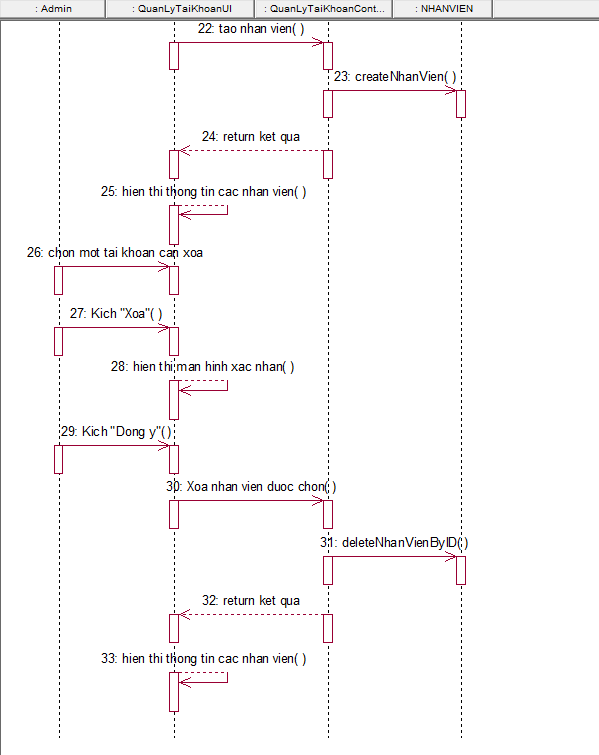 : Admin
: QuanLyTaiKhoanUI
: QuanLyTaiKhoanCont...
: NHANVIEN
22: tao nhan vien( )
23: createNhanVien( )
24: return ket qua
25: hien thi thong tin cac nhan vien( )
26: chon mot tai khoan can xoa
27: Kich "Xoa"( )
28: hien thi man hinh xac nhan( )
29: Kich "Dong y"( )
30: Xoa nhan vien duoc chon( )
31: deleteNhanVienByID( )
32: return ket qua
33: hien thi thong tin cac nhan vien( )